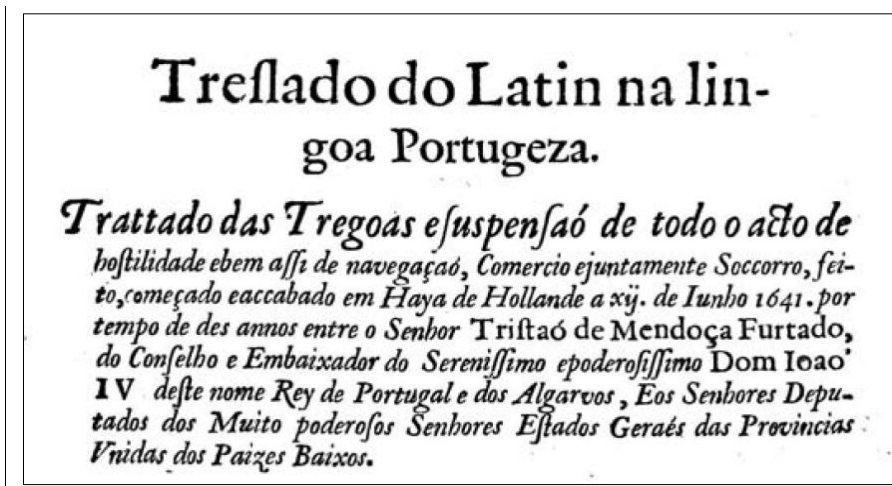 Treſlado do Latin na lin-
goa Portugeza.
Trattado das Tregoas eſuspenſaó de todo o acto de
hoſtilidade ebem aſſi de navegaçaó, Comercio ejuntamente Soccorro, fei-
to, começado eaccabado em Haya de Hollande a xij. de Iunho 1641. por
tempo de des annos entre o Senhor Triſtaó de Mendoça Furtado,
do Conſelho e Embaixador do Sereniſſimo epoderoſiſſimo Dom Ioao
IV deſte nome Rey de Portugal e dos Algarvos, Eos Senhores Depu-
tados dos Muito poderoſos Senhores Eſtados Geraés das Provincias
Vnidas dos Paizes Baixos.